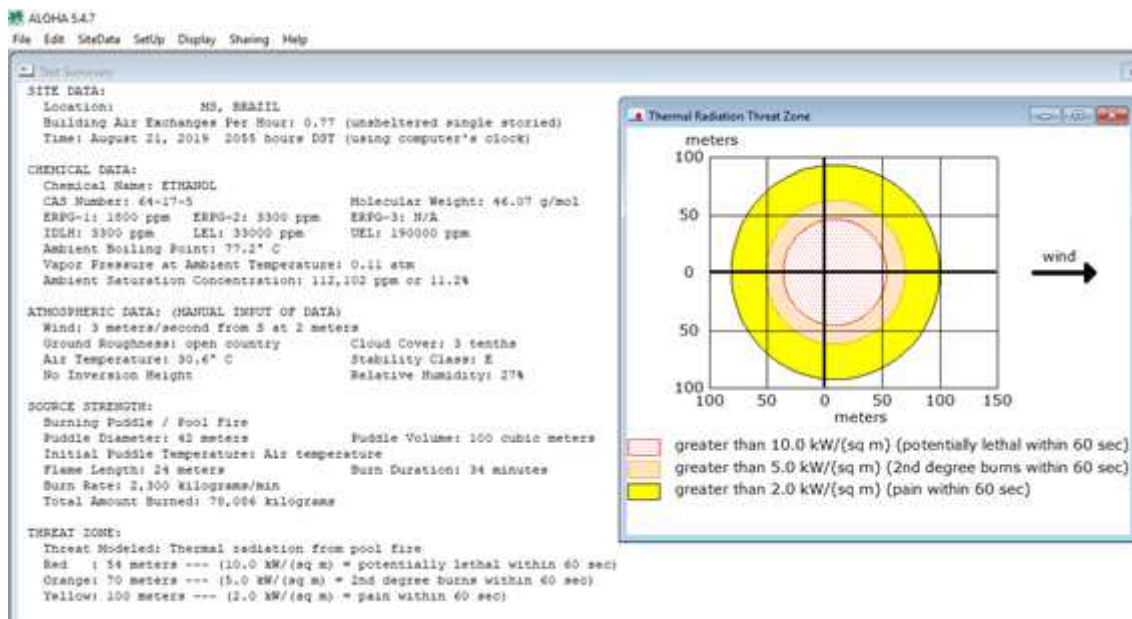 ALOHA 5.4.7
File Edit SiteData SetUp Display Sharing Help
Text Summary
SITE DATA:
Location: MS, BRAZIL
Building Air Exchanges Per Hour: 0.77 (unsheltered single storied)
Time: August 21, 2019 2055 hours DST (using computer's clock)
CHEMICAL DATA:
Chemical Name: ETHANOL
CAS Number: 64-17-5 Molecular Weight: 46.07 g/mol
ERPG-1: 1800 ppm ERPG-2: 3300 ppm ERPG-3: N/A
IDLH: 3300 ppm LEL: 33000 ppm UEL: 190000 ppm
Ambient Boiling Point: 77.2° C
Vapor Pressure at Ambient Temperature: 0.11 atm
Ambient Saturation Concentration: 112,102 ppm or 11.2%
ATMOSPHERIC DATA: (MANUAL INPUT OF DATA)
Wind: 3 meters/second from S at 2 meters
Ground Roughness: open country Cloud Cover: 3 tenths
Air Temperature: 30.6° C Stability Class: E
No Inversion Height Relative Humidity: 27%
SOURCE STRENGTH:
Burning Puddle / Pool Fire
Puddle Diameter: 42 meters Puddle Volume: 100 cubic meters
Initial Puddle Temperature: Air temperature
Flame Length: 24 meters Burn Duration: 34 minutes
Burn Rate: 2,300 kilograms/min
Total Amount Burned: 78,086 kilograms
THREAT ZONE:
Threat Modeled: Thermal radiation from pool fire
Red : 54 meters --- (10.0 kW/(sq m) = potentially lethal within 60 sec)
Orange: 70 meters --- (5.0 kW/(sq m) = 2nd degree burns within 60 sec)
Yellow: 100 meters --- (2.0 kW/(sq m) = pain within 60 sec)
Thermal Radiation Threat Zone
meters
100
50
0
50
100
100 50 0 50 100 150
meters
wind
greater than 10.0 kW/(sq m) (potentially lethal within 60 sec)
greater than 5.0 kW/(sq m) (2nd degree burns within 60 sec)
greater than 2.0 kW/(sq m) (pain within 60 sec)